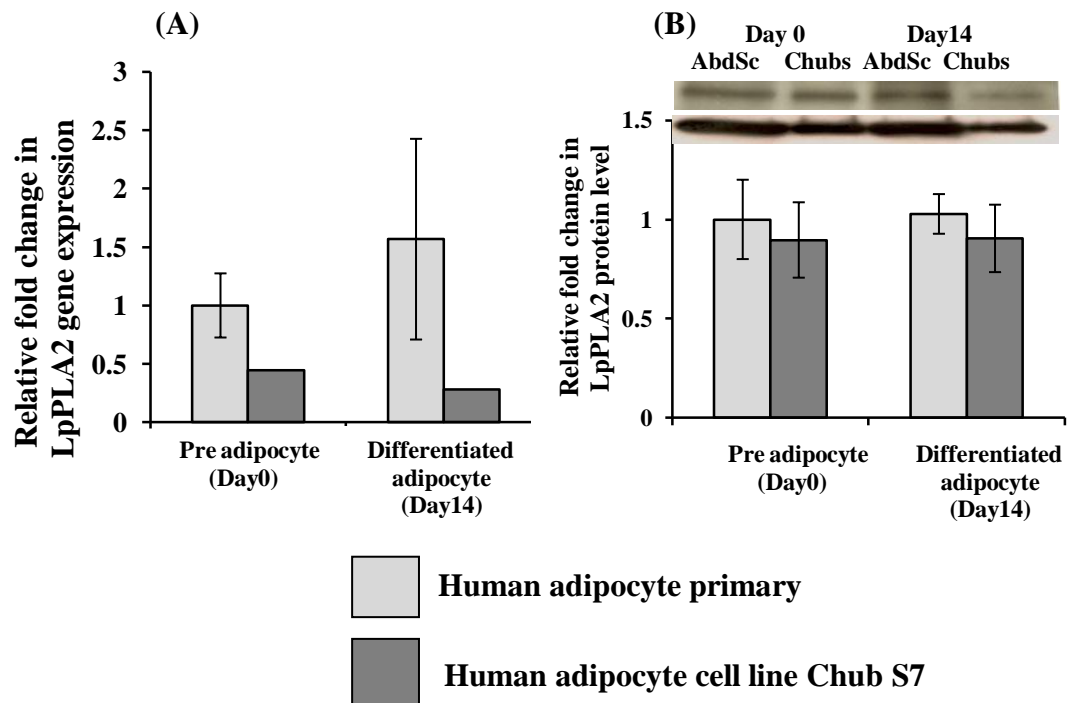 (A)
3
2.5
2
1.5
1
0.5
0
Relative fold change in
LpPLA2 gene expression
Pre adipocyte
(Day0)
Differentiated
adipocyte
(Day14)
(B)
Day 0 Day14
AbdSc Chubs AbdSc Chubs
1.5
1
0.5
0
Relative fold change in
LpPLA2 protein level
Pre adipocyte
(Day0)
Differentiated
adipocyte
(Day14)
Human adipocyte primary
Human adipocyte cell line Chub S7